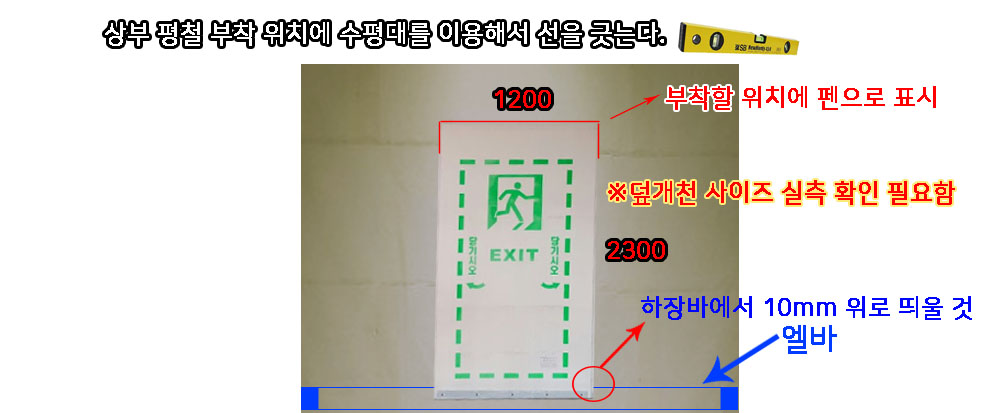 상부 평철 부착 위치에 수평대를 이용해서 선을 긋는다.
1200
부착할 위치에 펜으로 표시
※덮개천 사이즈 실측 확인 필요함
당기시오
EXIT
당기시오
2300
하장바에서 10mm 위로 띄울 것
엘바